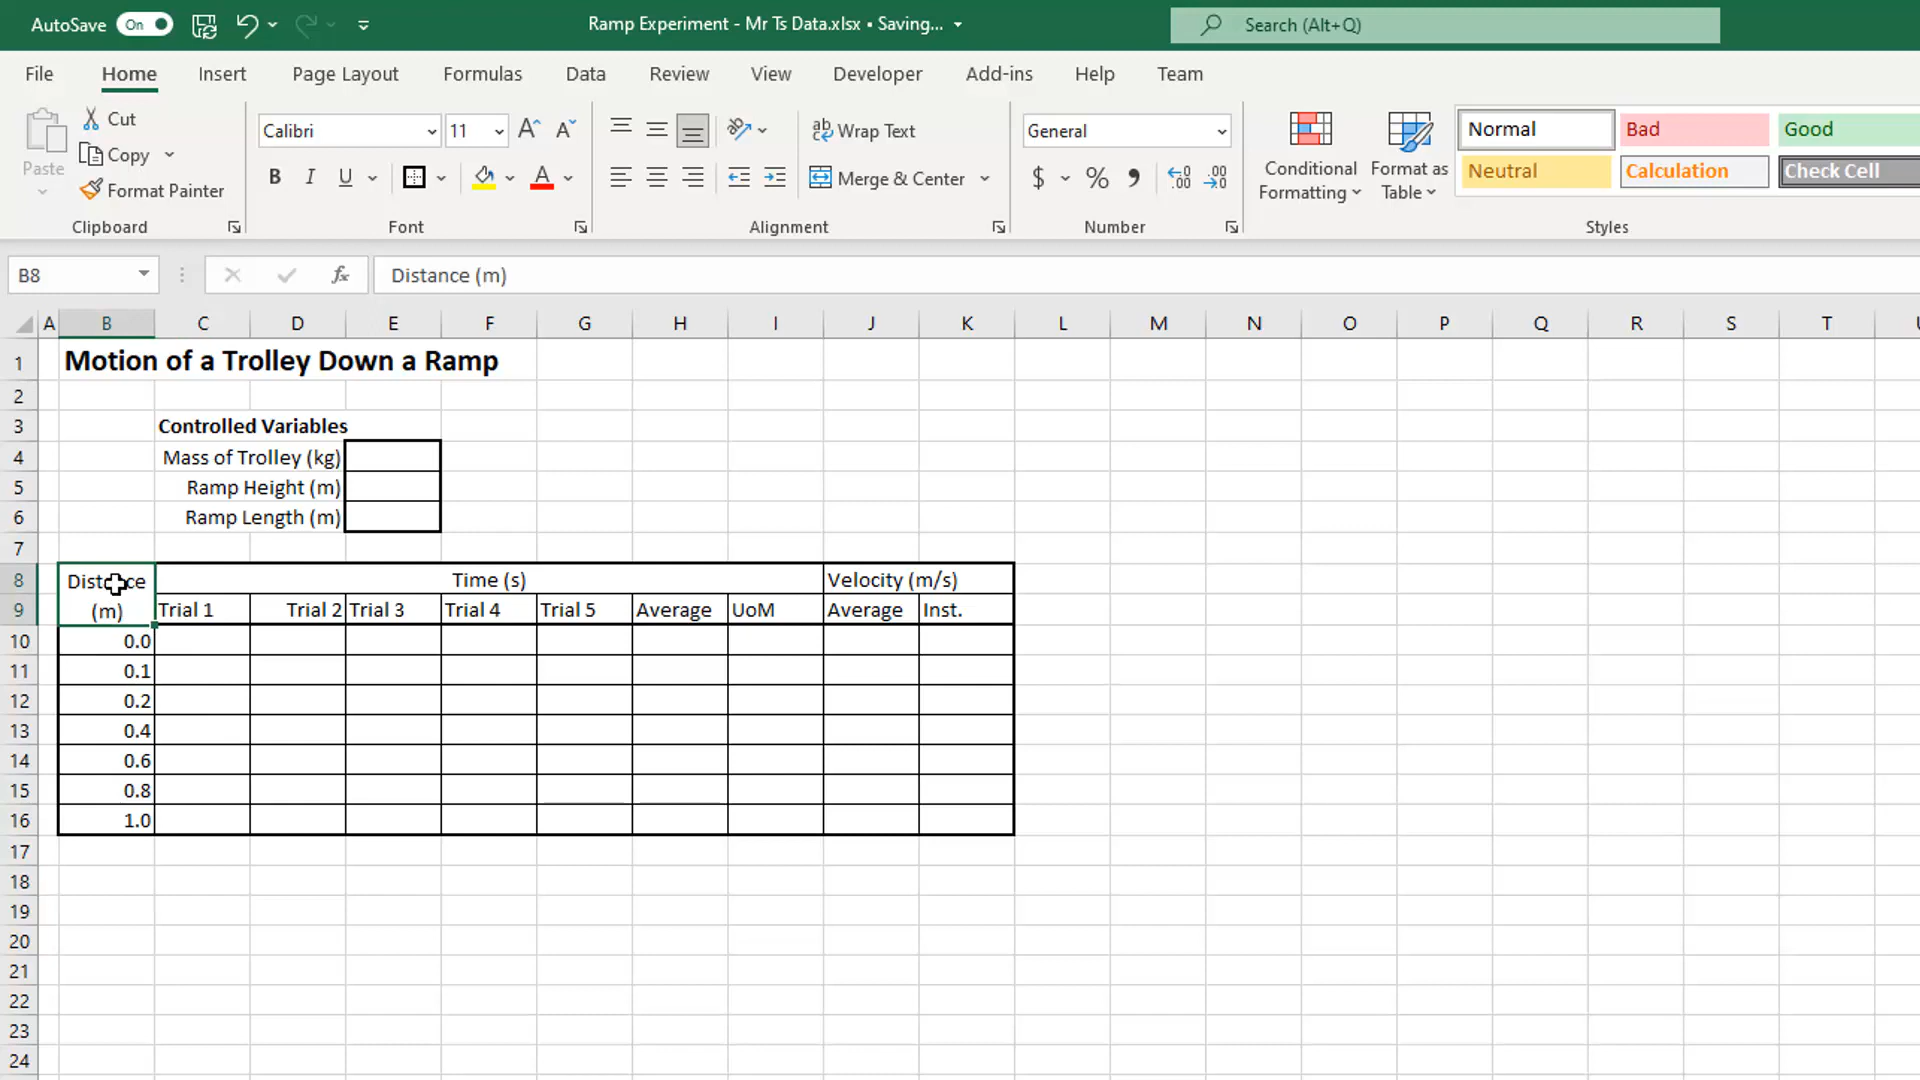 AutoSave On Ramp Experiment - Mr Ts Data.xlsx • Saving... Search (Alt+Q)
File Home Insert Page Layout Formulas Data Review View Developer Add-ins Help Team
Paste Cut Copy Format Painter
Clipboard
Calibri 11
B I U A
Font
Wrap Text
Merge & Center
Alignment
General
$ %
Number
Conditional Formatting
Format as Table
Normal Bad Good
Neutral Calculation Check Cell
Styles
B8 fx Distance (m)
A B C D E F G H I J K L M N O P Q R S T
1 Motion of a Trolley Down a Ramp
2
3 Controlled Variables
4 Mass of Trolley (kg)
5 Ramp Height (m)
6 Ramp Length (m)
7
8 Distance Time (s) Velocity (m/s)
9 (m) Trial 1 Trial 2 Trial 3 Trial 4 Trial 5 Average UoM Average Inst.
10 0.0
11 0.1
12 0.2
13 0.4
14 0.6
15 0.8
16 1.0
17
18
19
20
21
22
23
24